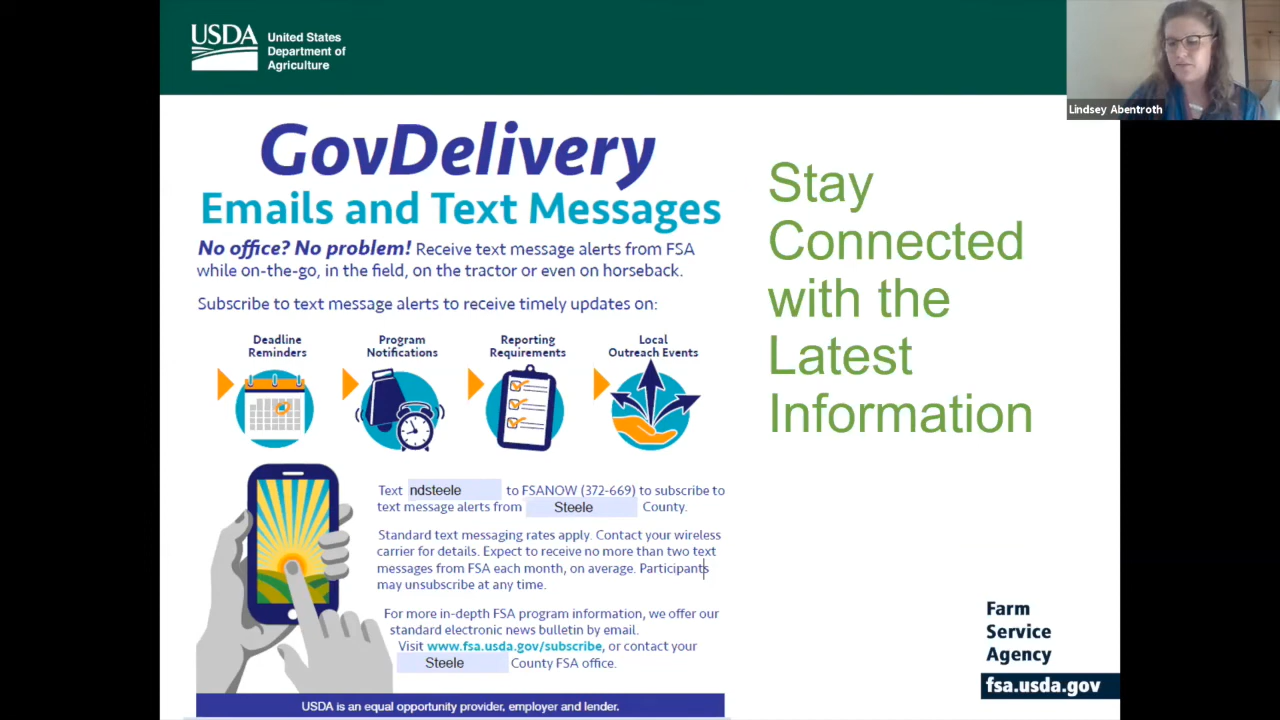 USDA
United States
Department of
Agriculture
Lindsey Abentroth
GovDelivery
Emails and Text Messages
No office? No problem! Receive text message alerts from FSA
while on-the-go, in the field, on the tractor or even on horseback.
Subscribe to text message alerts to receive timely updates on:
Deadline
Reminders
Program
Notifications
Reporting
Requirements
Local
Outreach Events
Text ndsteele to FSANOW (372-669) to subscribe to
text message alerts from Steele County.
Standard text messaging rates apply. Contact your wireless
carrier for details. Expect to receive no more than two text
messages from FSA each month, on average. Participants
may unsubscribe at any time.
For more in-depth FSA program information, we offer our
standard electronic news bulletin by email.
Visit www.fsa.usda.gov/subscribe, or contact your
Steele County FSA office.
USDA is an equal opportunity provider, employer and lender.
Stay
Connected
with the
Latest
Information
Farm
Service
Agency
fsa.usda.gov